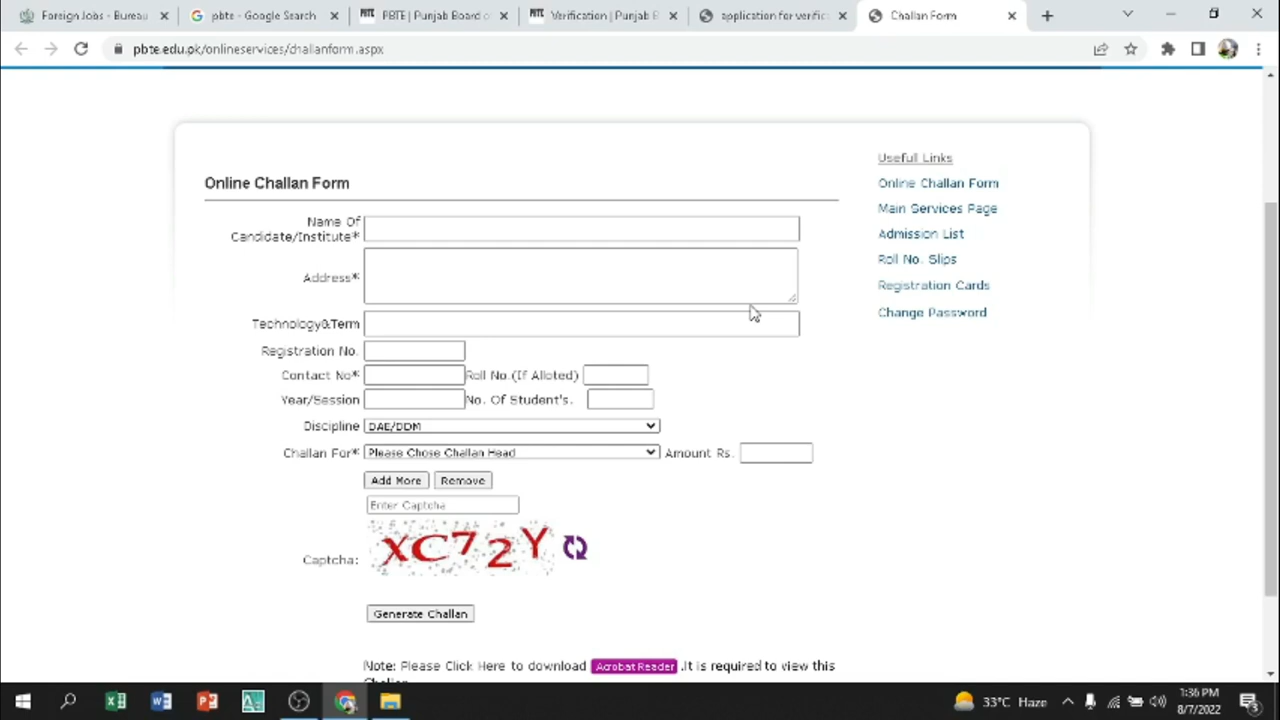 Foreign Jobs - Bureau
pbte - Google Search
PBTE | Punjab Board o
Verification | Punjab B
application for verific
Challan Form
pbte.edu.pk/onlineservices/challanform.aspx
Online Challan Form
Name Of
Candidate/Institute*
Address*
Technology&Term
Registration No.
Contact No*
Roll No.(If Alloted)
Year/Session
No. Of Student's.
Discipline
DAE/DDM
Challan For*
Please Chose Challan Head
Amount Rs.
Add More
Remove
Enter Captcha
Captcha:
XC72Y
Generate Challan
Note: Please Click Here to download Acrobat Reader .It is required to view this
Challan
Useful Links
Online Challan Form
Main Services Page
Admission List
Roll No. Slips
Registration Cards
Change Password
33°C Haze
1:36 PM
8/7/2022